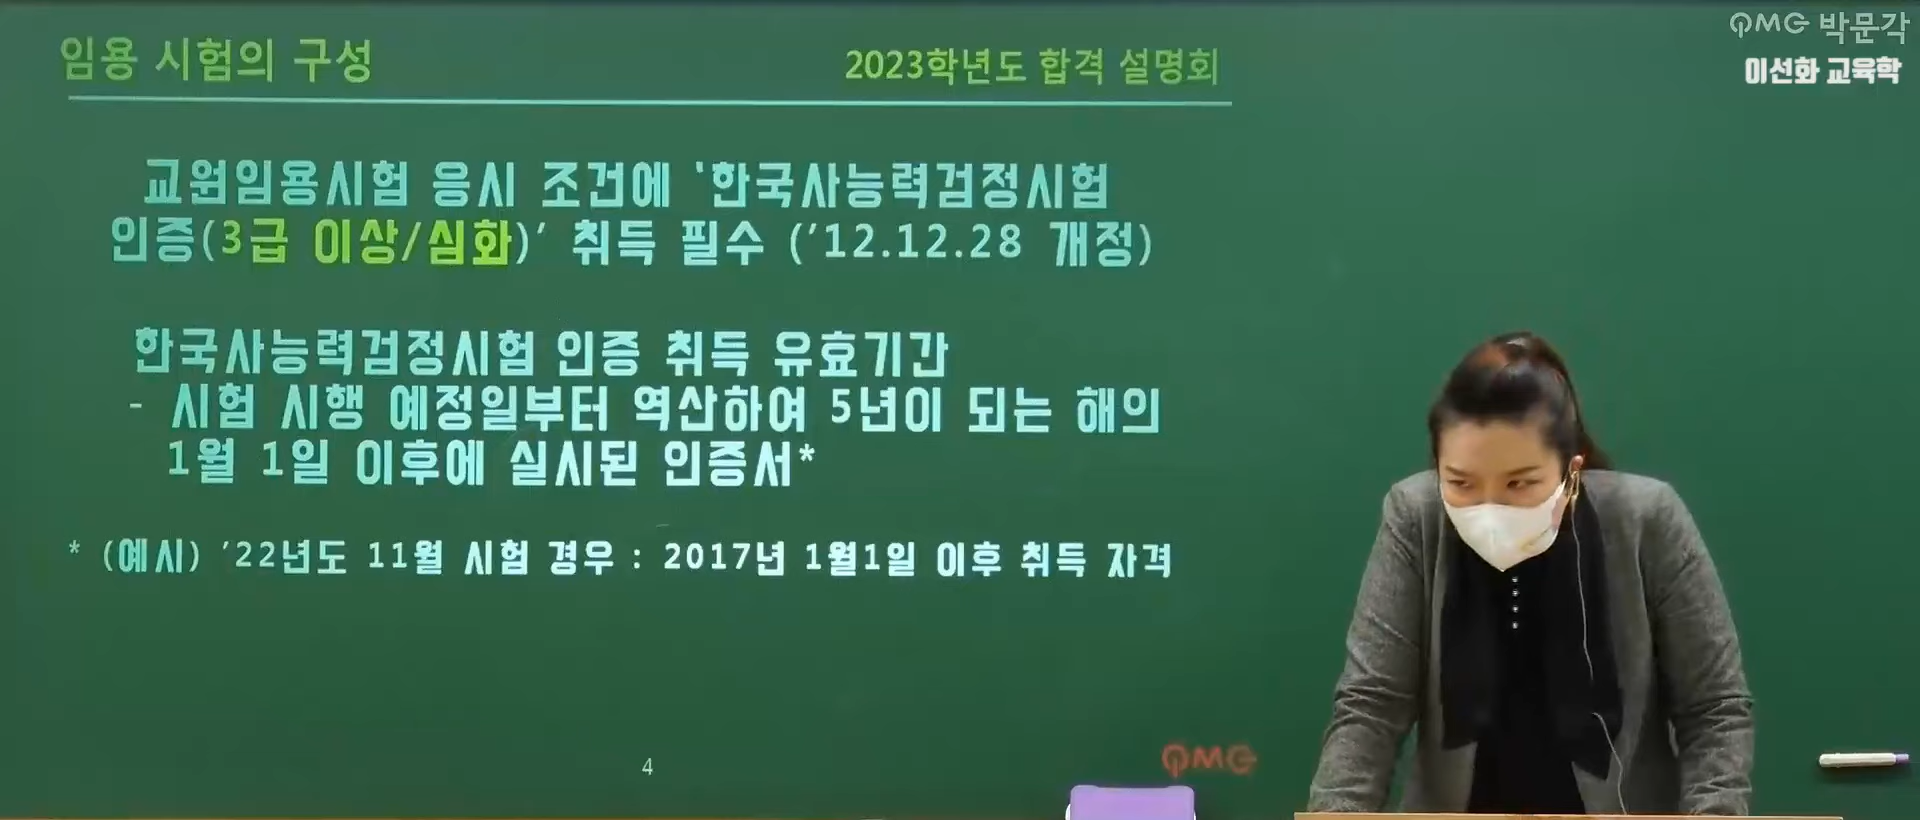 임용 시험의 구성
2023학년도 합격 설명회
PMG 박문각
이선화 교육학
교원임용시험 응시 조건에 '한국사능력검정시험
인증(3급 이상/심화)' 취득 필수 ('12.12.28 개정)
한국사능력검정시험 인증 취득 유효기간
- 시험 시행 예정일부터 역산하여 5년이 되는 해의
1월 1일 이후에 실시된 인증서*
* (예시) '22년도 11월 시험 경우 : 2017년 1월1일 이후 취득 자격
4
PMG